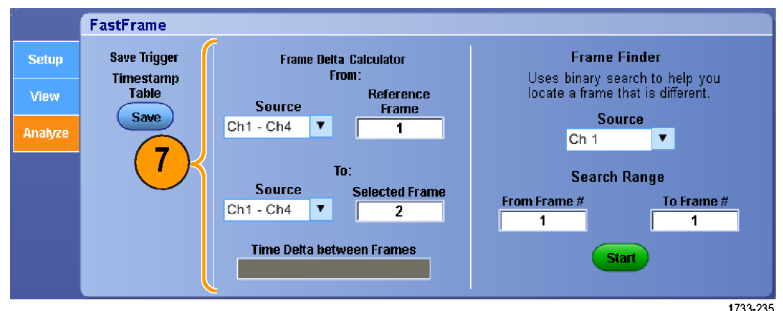 FastFrame
Setup
View
Analyze
Save Trigger
Timestamp
Table
Save
7
Frame Delta Calculator
From:
Source
Reference
Frame
Ch1 - Ch4
1
To:
Source
Selected Frame
Ch1 - Ch4
2
Time Delta between Frames
Frame Finder
Uses binary search to help you
locate a frame that is different.
Source
Ch 1
Search Range
From Frame #
To Frame #
1
1
Start
1733-235